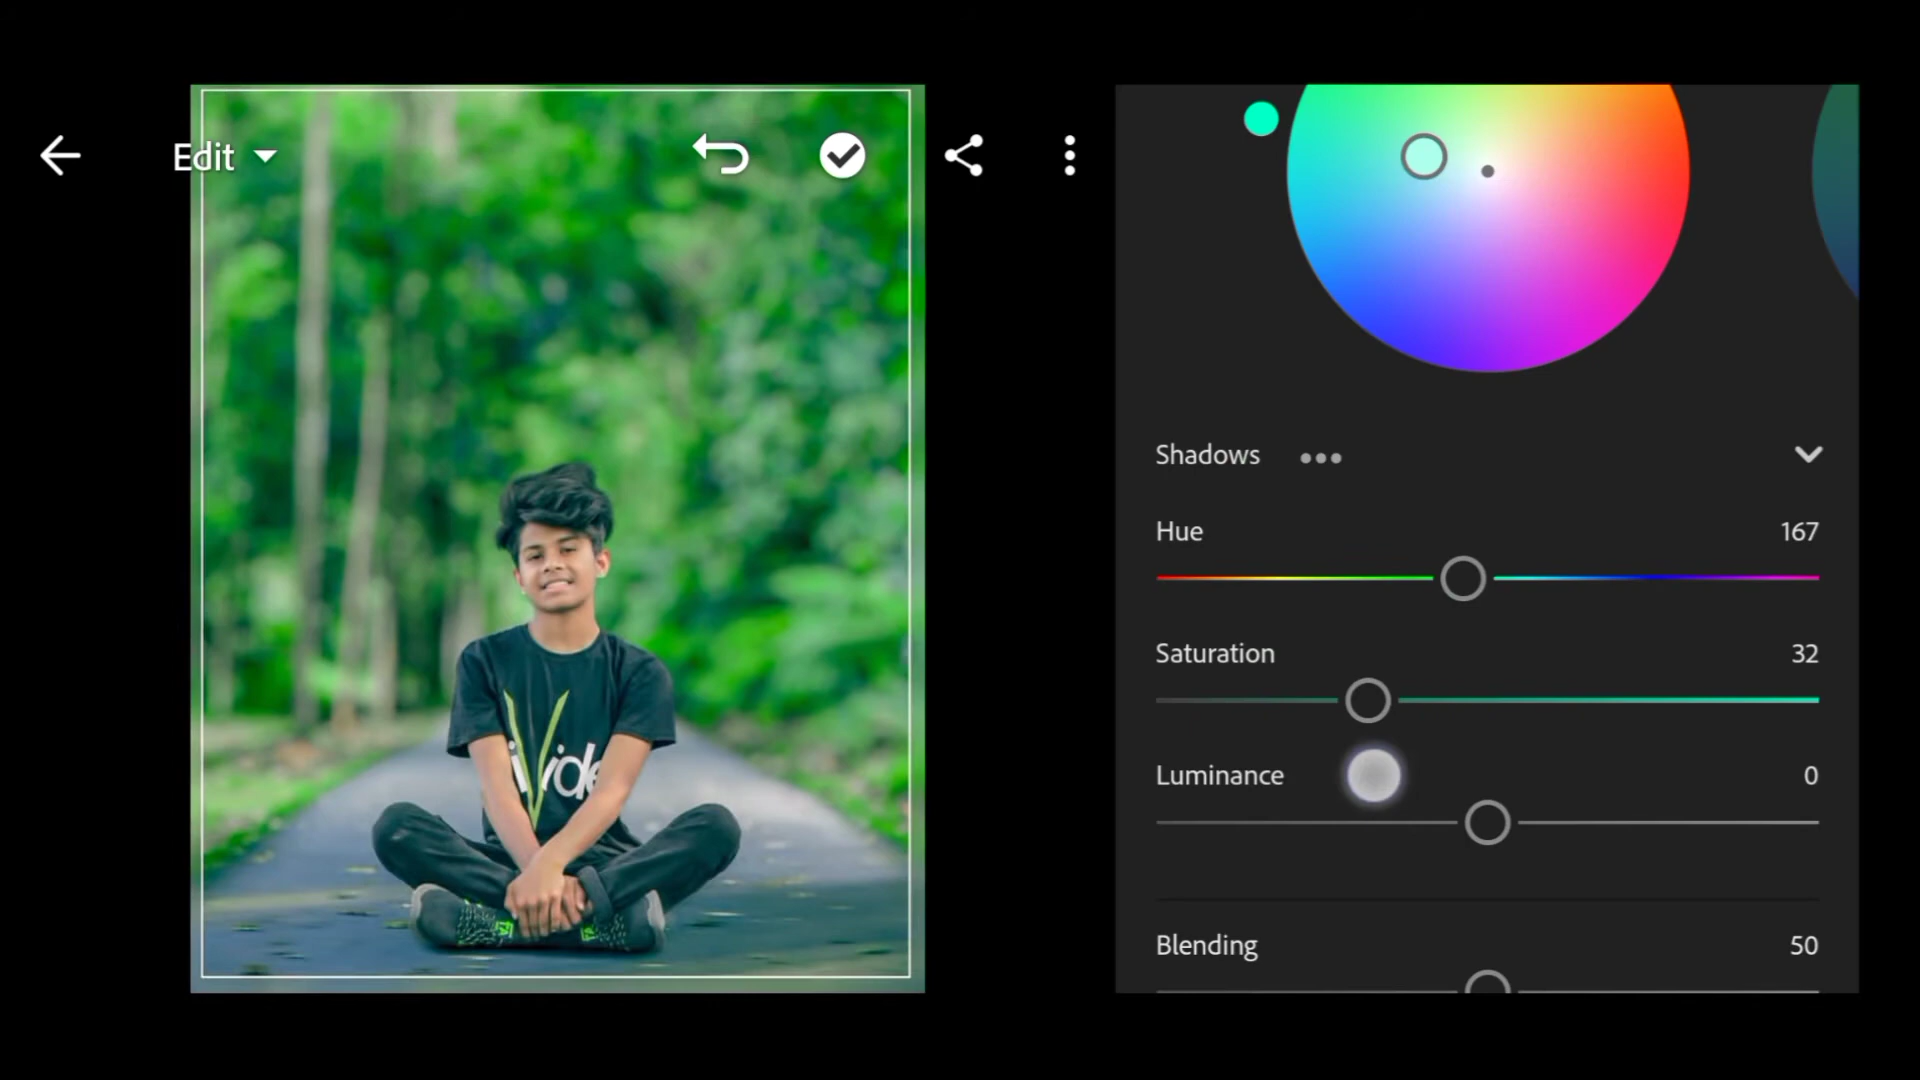 Edit
Shadows
Hue 167
Saturation 32
Luminance 0
Blending 50